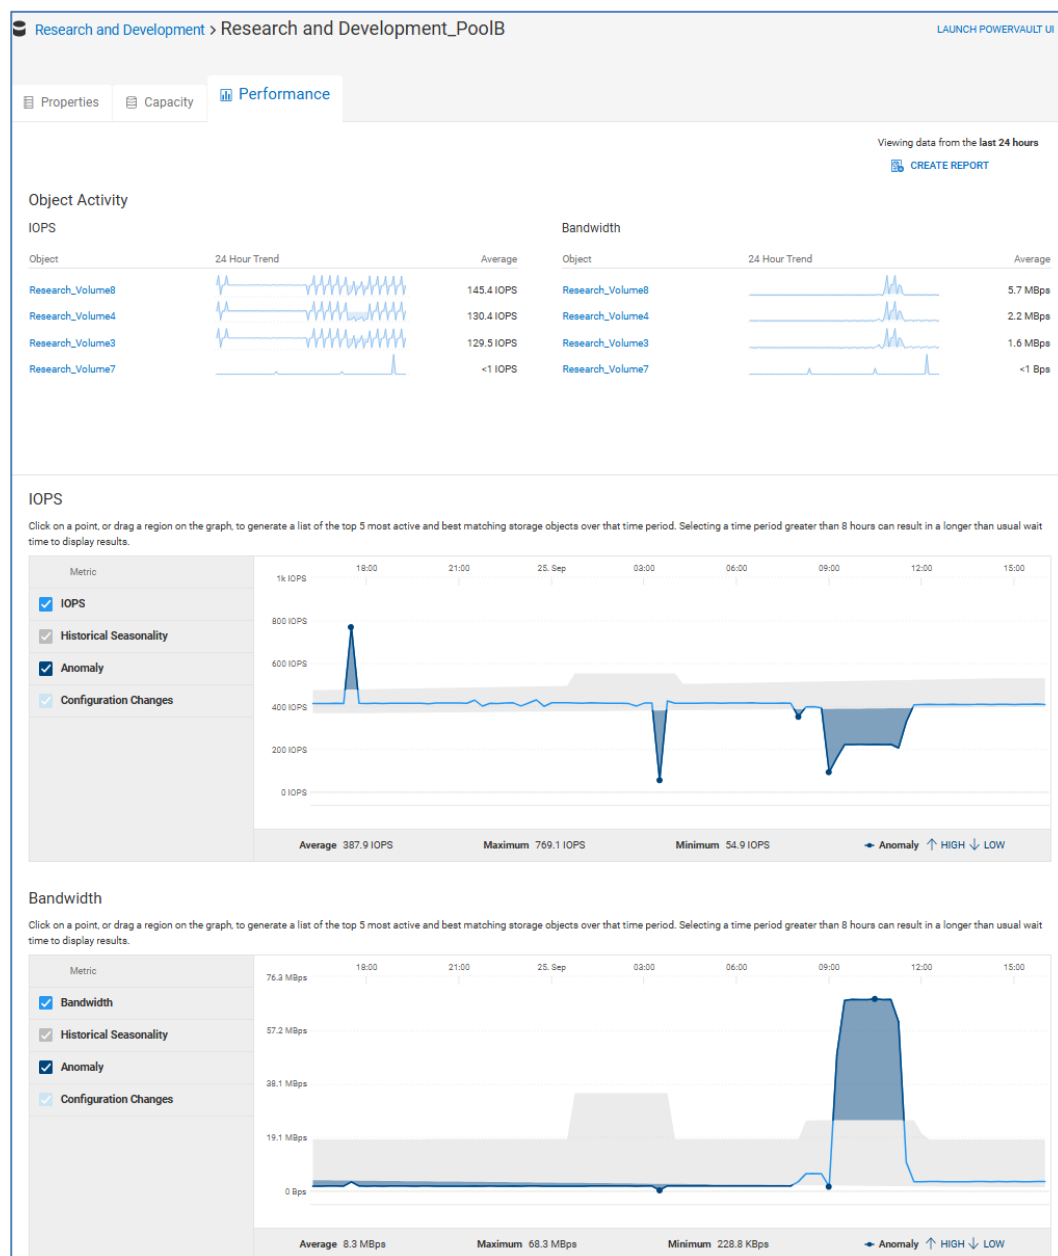 Research and Development > Research and Development_PoolB
LAUNCH POWERVAULT UI
Properties
Capacity
Performance
Viewing data from the last 24 hours
CREATE REPORT
Object Activity
IOPS
Object 24 Hour Trend Average
Research_Volume8 145.4 IOPS
Research_Volume4 130.4 IOPS
Research_Volume3 129.5 IOPS
Research_Volume7 <1 IOPS
Bandwidth
Object 24 Hour Trend Average
Research_Volume8 5.7 MBps
Research_Volume4 2.2 MBps
Research_Volume3 1.6 MBps
Research_Volume7 <1 Bps
IOPS
Click on a point, or drag a region on the graph, to generate a list of the top 5 most active and best matching storage objects over that time period. Selecting a time period greater than 8 hours can result in a longer than usual wait
time to display results.
Metric
IOPS
Historical Seasonality
Anomaly
Configuration Changes
18:00 21:00 25. Sep 03:00 06:00 09:00 12:00 15:00
1k IOPS
800 IOPS
600 IOPS
400 IOPS
200 IOPS
0 IOPS
Average 387.9 IOPS Maximum 769.1 IOPS Minimum 54.9 IOPS Anomaly HIGH LOW
Bandwidth
Click on a point, or drag a region on the graph, to generate a list of the top 5 most active and best matching storage objects over that time period. Selecting a time period greater than 8 hours can result in a longer than usual wait
time to display results.
Metric
Bandwidth
Historical Seasonality
Anomaly
Configuration Changes
18:00 21:00 25. Sep 03:00 06:00 09:00 12:00 15:00
76.3 MBps
57.2 MBps
38.1 MBps
19.1 MBps
0 Bps
Average 8.3 MBps Maximum 68.3 MBps Minimum 228.8 KBps Anomaly HIGH LOW